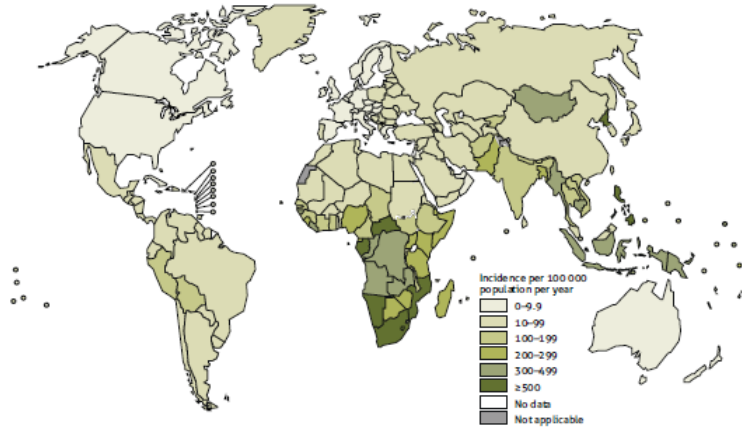 Incidence per 100 000
population per year
0–9.9
10–99
100–199
200–299
300–499
≥500
No data
Not applicable